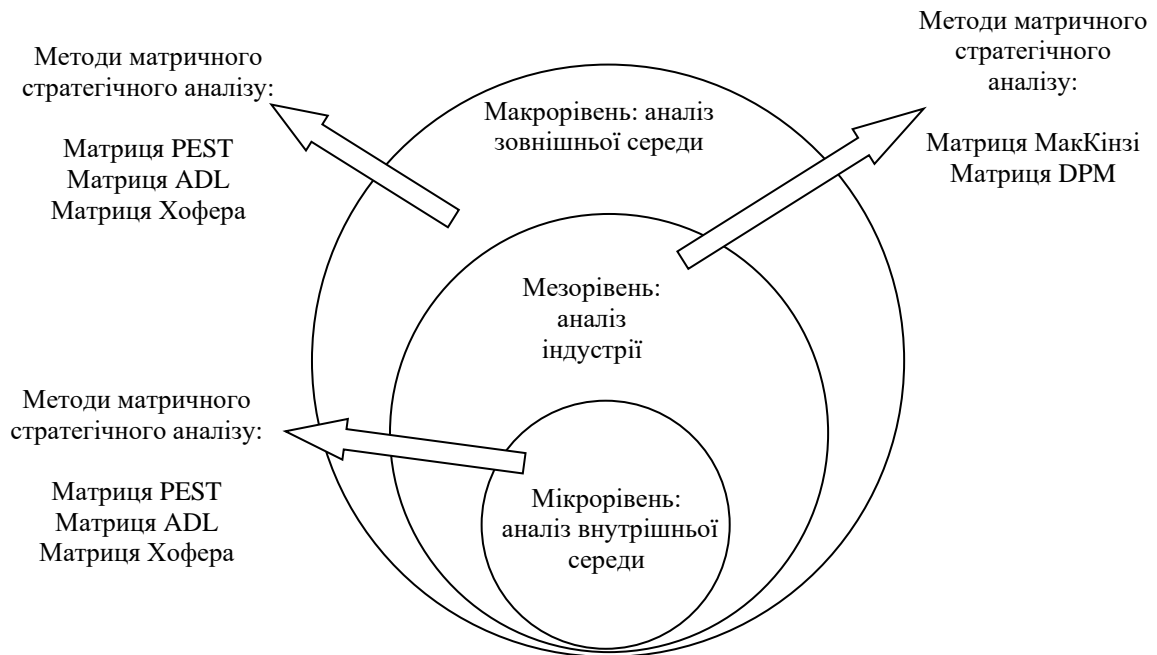 Методи матричного
стратегічного аналізу:
Матриця PEST
Матриця ADL
Матриця Хофера
Макрорівень: аналіз
зовнішньої середи
Методи матричного
стратегічного
аналізу:
Матриця МакКінзі
Матриця DPM
Мезорівень:
аналіз
індустрії
Методи матричного
стратегічного аналізу:
Матриця PEST
Матриця ADL
Матриця Хофера
Мікрорівень:
аналіз внутрішньої
середи